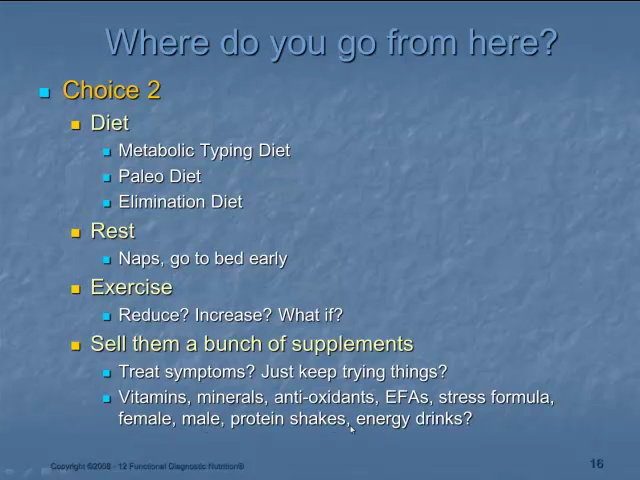 Where do you go from here?
Choice 2
Diet
Metabolic Typing Diet
Paleo Diet
Elimination Diet
Rest
Naps, go to bed early
Exercise
Reduce? Increase? What if?
Sell them a bunch of supplements
Treat symptoms? Just keep trying things?
Vitamins, minerals, anti-oxidants, EFAs, stress formula,
female, male, protein shakes, energy drinks?
Copyright ©2008 - 12 Functional Diagnostic Nutrition®
16